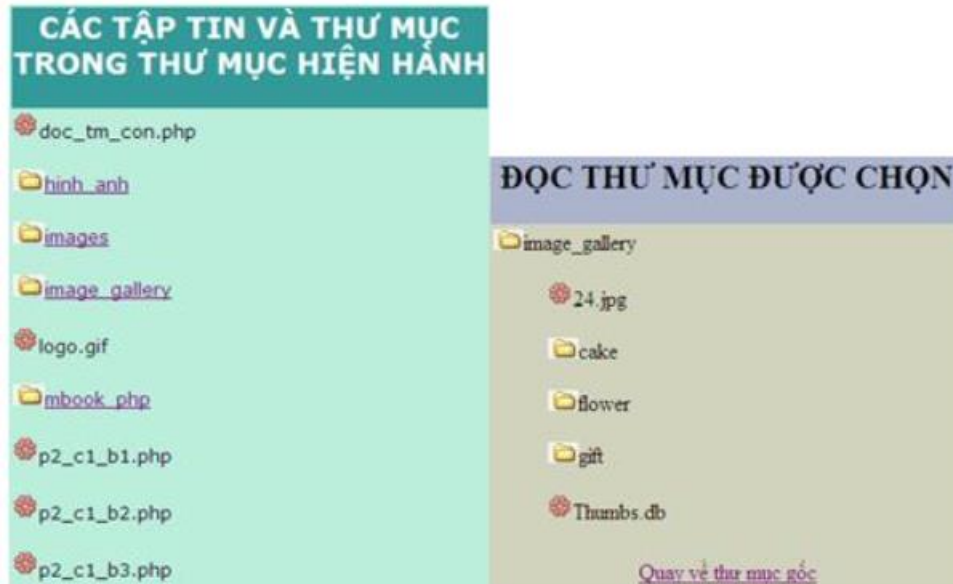 CÁC TẬP TIN VÀ THƯ MỤC
TRONG THƯ MỤC HIỆN HÀNH
doc_tm_con.php
hinh_anh
images
image_gallery
logo.gif
mbook_php
p2_c1_b1.php
p2_c1_b2.php
p2_c1_b3.php
ĐỌC THƯ MỤC ĐƯỢC CHỌN
image_gallery
24.jpg
cake
flower
gift
Thumbs.db
Quay về thư mục gốc